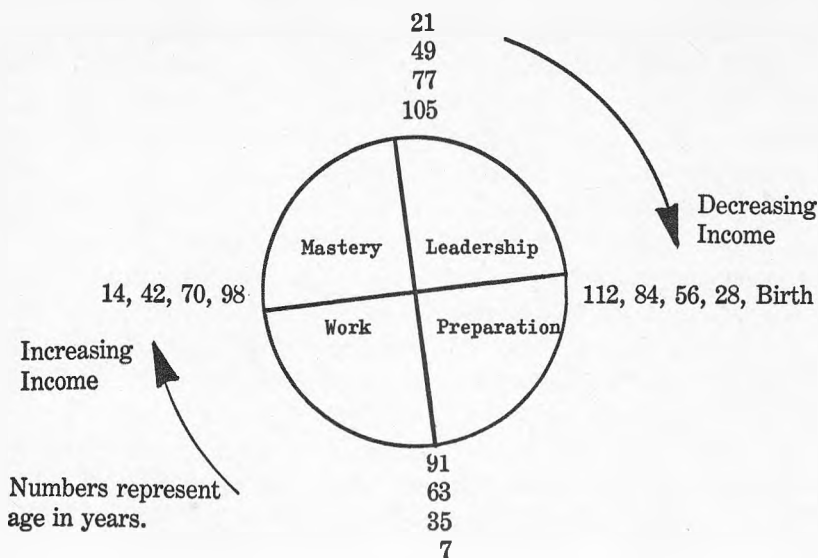 21
49
77
105
Decreasing
Income
Mastery
Leadership
14, 42, 70, 98
112, 84, 56, 28, Birth
Work
Preparation
Increasing
Income
Numbers represent
age in years.
91
63
35
7